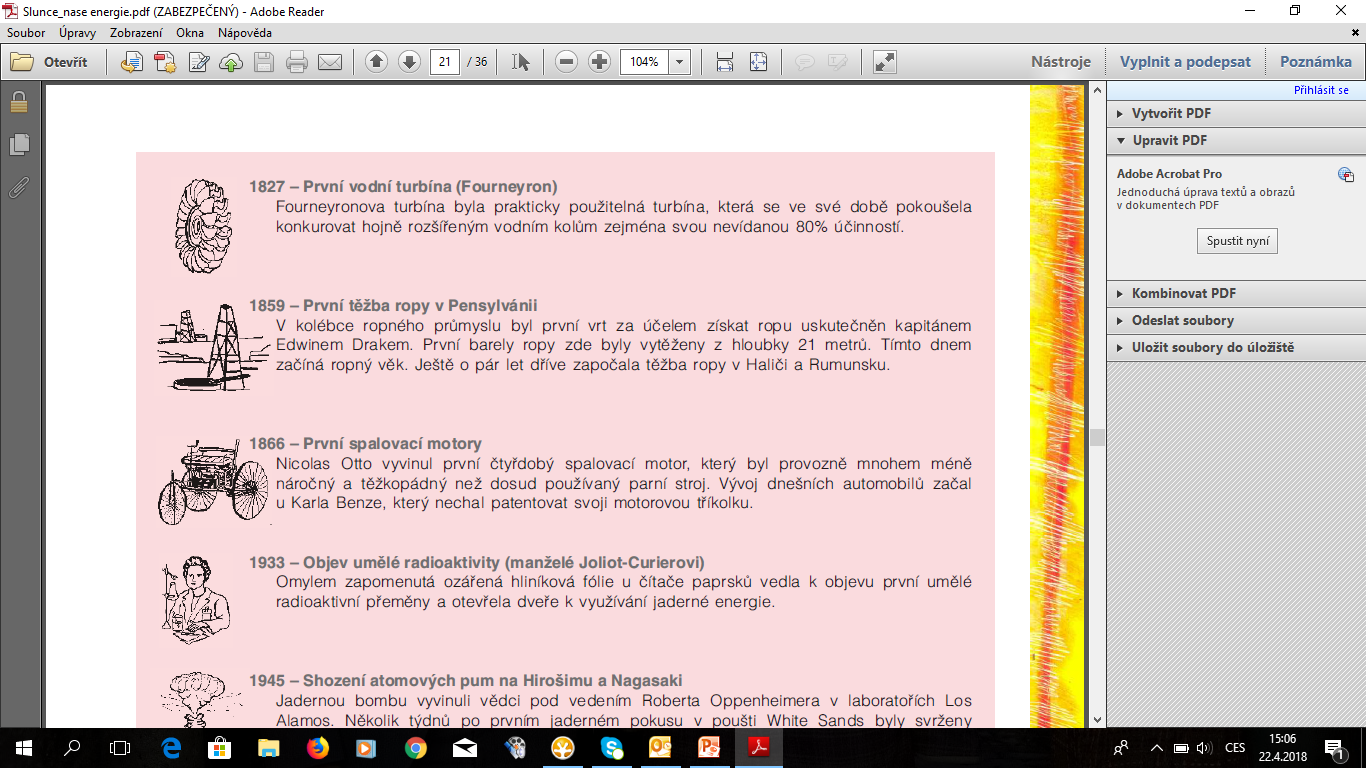 Slunce_nase energie.pdf (ZABEZPEČENÝ) - Adobe Reader
Soubor Úpravy Zobrazení Okna Nápověda
Otevřít 21 / 36 104% Nástroje Vyplnit a podepsat Poznámka
Přihlásit se
Vytvořit PDF
Upravit PDF
Adobe Acrobat Pro
Jednoduchá úprava textů a obrazů
v dokumentech PDF
Spustit nyní
Kombinovat PDF
Odeslat soubory
Uložit soubory do úložiště
1827 – První vodní turbína (Fourneyron)
Fourneyronova turbína byla prakticky použitelná turbína, která se ve své době pokoušela
konkurovat hojně rozšířeným vodním kolům zejména svou nevídanou 80% účinností.
1859 – První těžba ropy v Pensylvánii
V kolébce ropného průmyslu byl první vrt za účelem získat ropu uskutečněn kapitánem
Edwinem Drakem. První barely ropy zde byly vytěženy z hloubky 21 metrů. Tímto dnem
začíná ropný věk. Ještě o pár let dříve započala těžba ropy v Haliči a Rumunsku.
1866 – První spalovací motory
Nicolas Otto vyvinul první čtyřdobý spalovací motor, který byl provozně mnohem méně
náročný a těžkopádný než dosud používaný parní stroj. Vývoj dnešních automobilů začal
u Karla Benze, který nechal patentovat svoji motorovou tříkolku.
1933 – Objev umělé radioaktivity (manželé Joliot-Curierovi)
Omylem zapomenutá ozářená hliníková fólie u čítače paprsků vedla k objevu první umělé
radioaktivní přeměny a otevřela dveře k využívání jaderné energie.
1945 – Shození atomových pum na Hirošimu a Nagasaki
Jadernou bombu vyvinuli vědci pod vedením Roberta Oppenheimera v laboratořích Los
Alamos. Několik týdnů po prvním jaderném pokusu v poušti White Sands byly svrženy
CES
15:06
22.4.2018
1